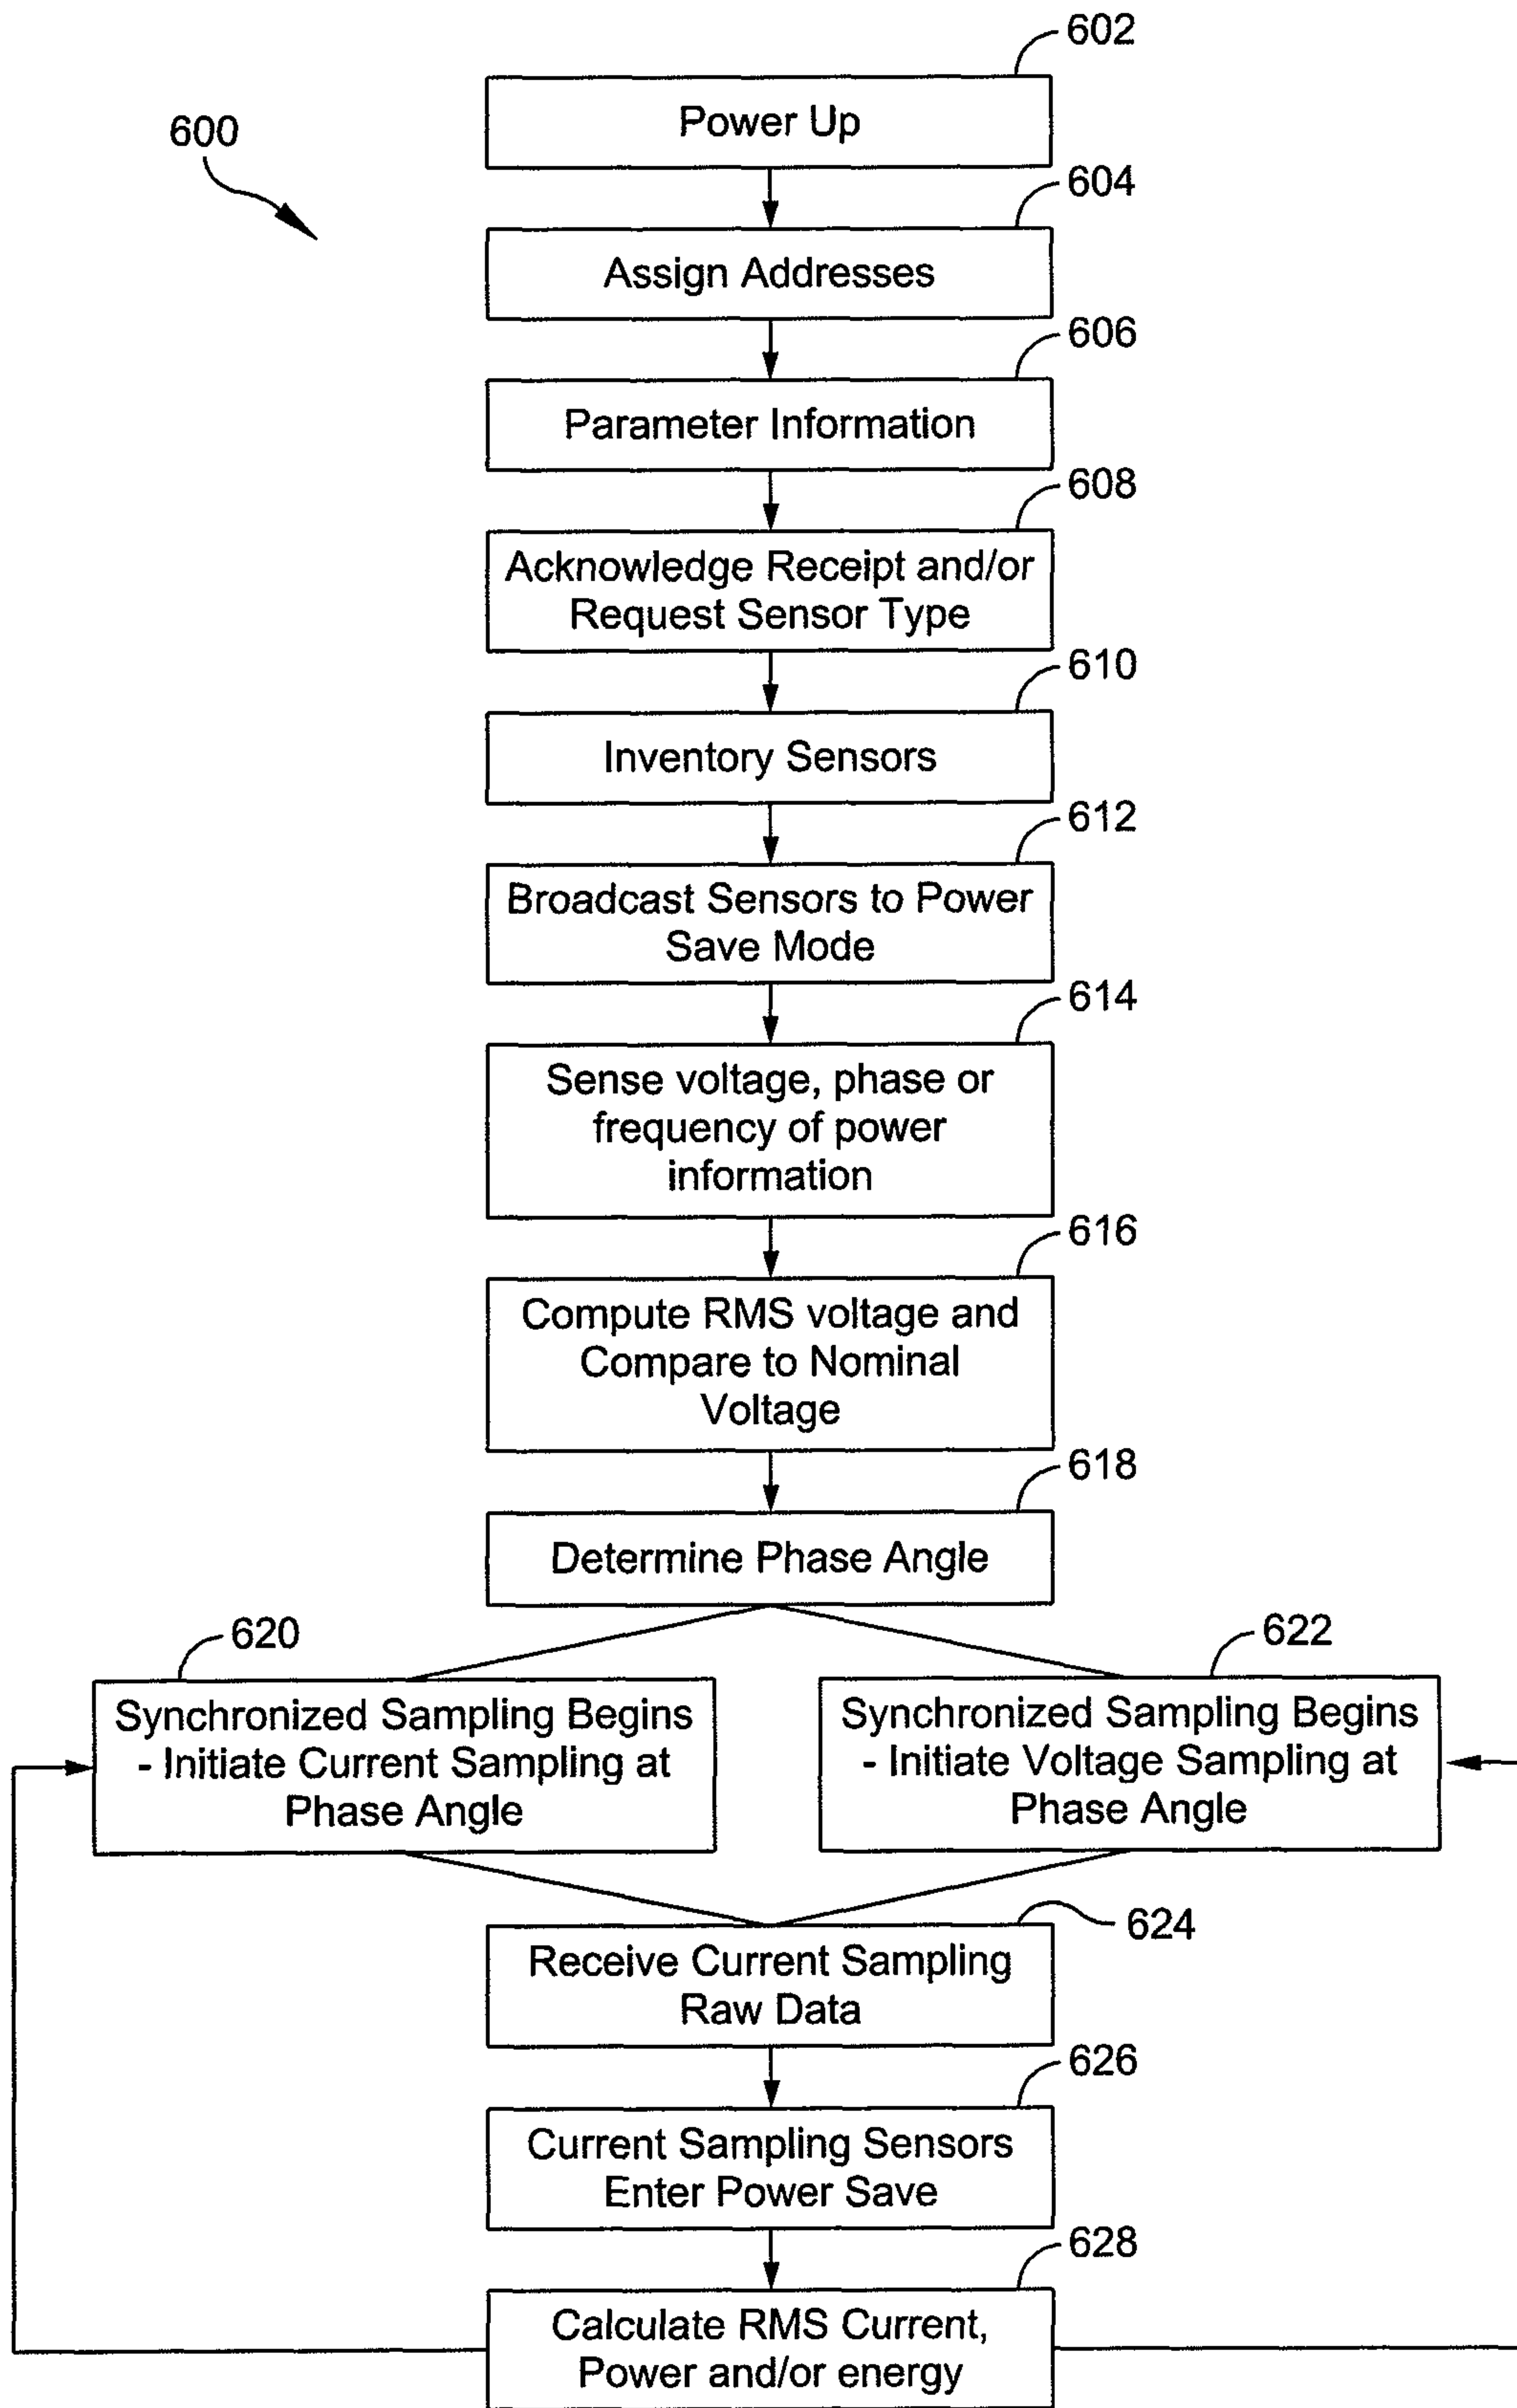 602
Power Up
600
604
Assign Addresses
606
Parameter Information
608
Acknowledge Receipt and/or
Request Sensor Type
610
Inventory Sensors
612
Broadcast Sensors to Power
Save Mode
614
Sense voltage, phase or
frequency of power
information
616
Compute RMS voltage and
Compare to Nominal
Voltage
618
Determine Phase Angle
620
Synchronized Sampling Begins
- Initiate Current Sampling at
Phase Angle
622
Synchronized Sampling Begins
- Initiate Voltage Sampling at
Phase Angle
624
Receive Current Sampling
Raw Data
626
Current Sampling Sensors
Enter Power Save
628
Calculate RMS Current,
Power and/or energy